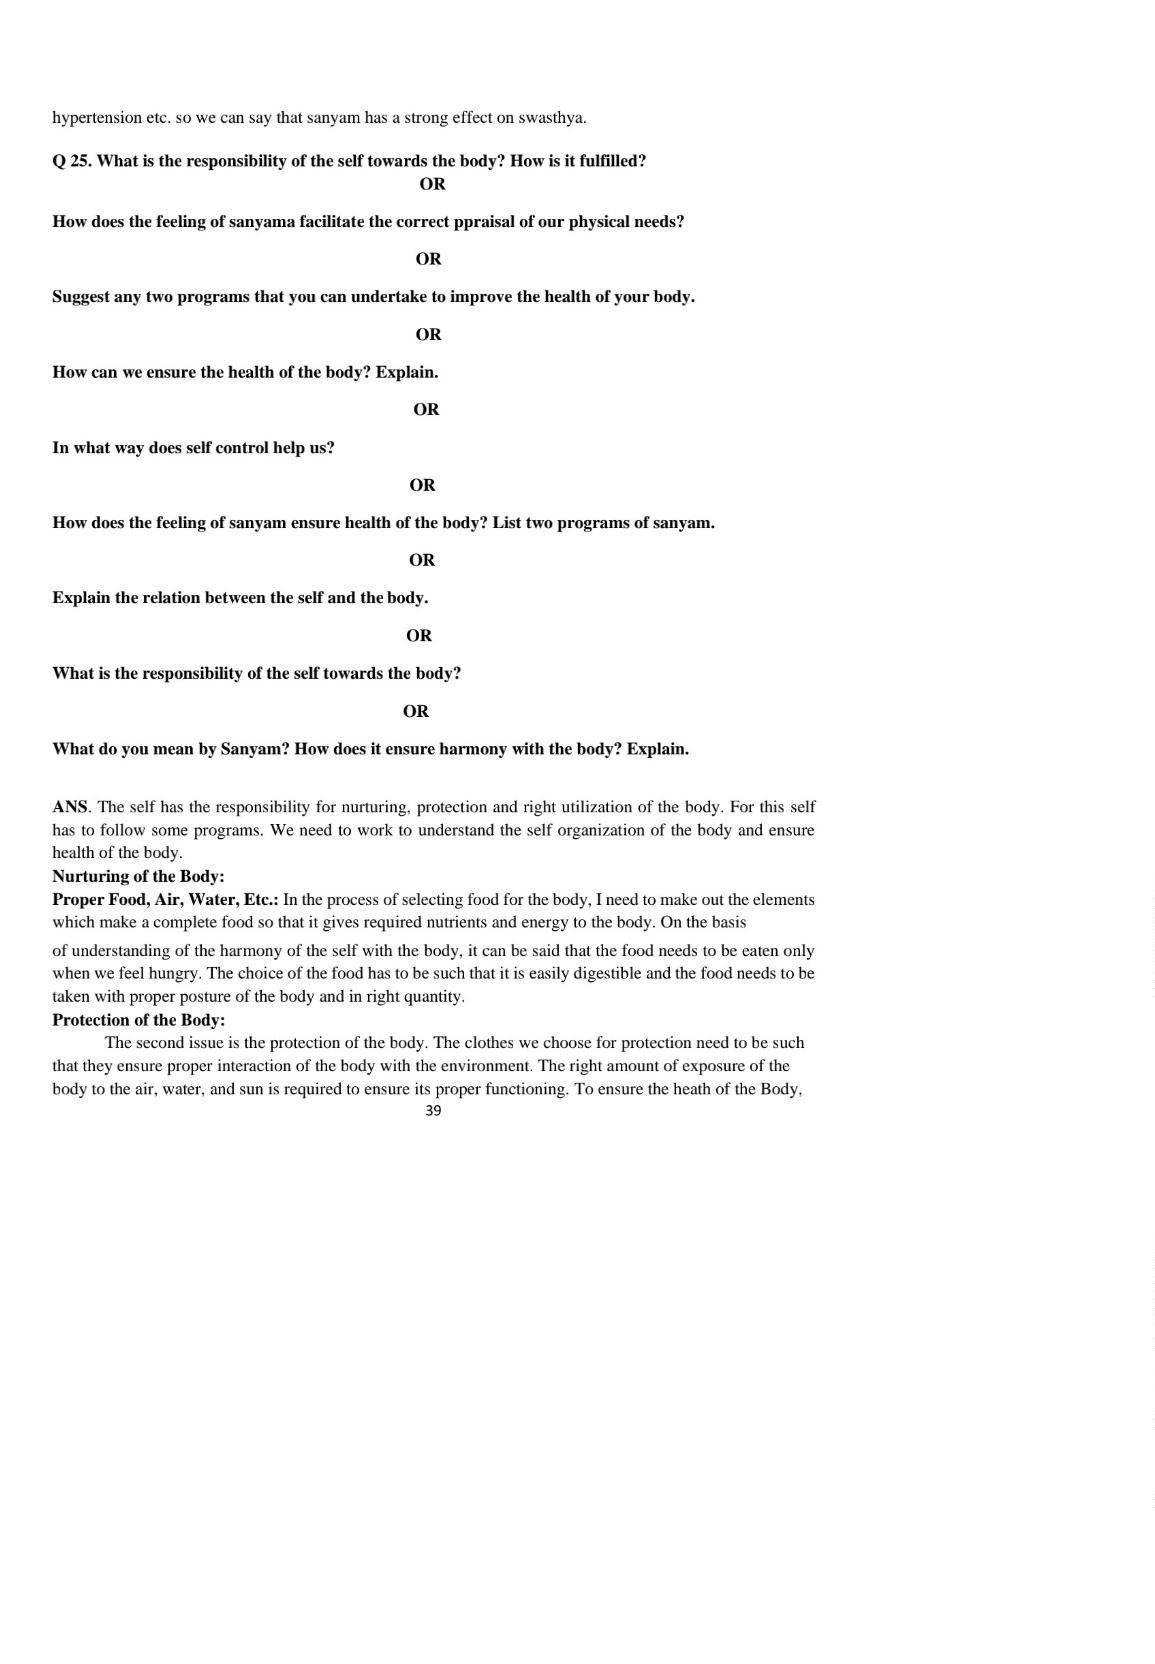 hypertension etc. so we can say that sanyam has a strong effect on swasthya.
Q 25. What is the responsibility of the self towards the body? How is it fulfilled?
OR
How does the feeling of sanyama facilitate the correct ppraisal of our physical needs?
OR
Suggest any two programs that you can undertake to improve the health of your body.
OR
How can we ensure the health of the body? Explain.
OR
In what way does self control help us?
OR
How does the feeling of sanyam ensure health of the body? List two programs of sanyam.
OR
Explain the relation between the self and the body.
OR
What is the responsibility of the self towards the body?
OR
What do you mean by Sanyam? How does it ensure harmony with the body? Explain.
ANS. The self has the responsibility for nurturing, protection and right utilization of the body. For this self
has to follow some programs. We need to work to understand the self organization of the body and ensure
health of the body.
Nurturing of the Body:
Proper Food, Air, Water, Etc.: In the process of selecting food for the body, I need to make out the elements
which make a complete food so that it gives required nutrients and energy to the body. On the basis
of understanding of the harmony of the self with the body, it can be said that the food needs to be eaten only
when we feel hungry. The choice of the food has to be such that it is easily digestible and the food needs to be
taken with proper posture of the body and in right quantity.
Protection of the Body:
The second issue is the protection of the body. The clothes we choose for protection need to be such
that they ensure proper interaction of the body with the environment. The right amount of exposure of the
body to the air, water, and sun is required to ensure its proper functioning. To ensure the heath of the Body,
39